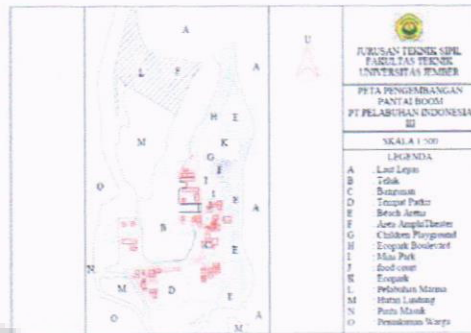 A
U
L E A
JURUSAN TEKNIK SIPIL
FAKULTAS TEKNIK
UNIVERSITAS JEMBER
PETA PENGEMBANGAN
PANTAI BOOM
PT PELABUHAN INDONESIA
III
SKALA 1:500
LEGENDA
A : Laut Lepas
B : Teluk
C : Bangunan
D : Tempat Parkir
E : Beach Arena
F : Area AmphiTheater
G : Children Playground
H : Ecopark Boulevard
I : Mini Park
J : food court
K : Ecopark
L : Pelabuhan Marina
M : Hutan Lindung
N : Pintu Masuk
O : Pemukiman Warga
H E
M K
G
F
J
O I
E A
B
G E
N
M D E
O A
M